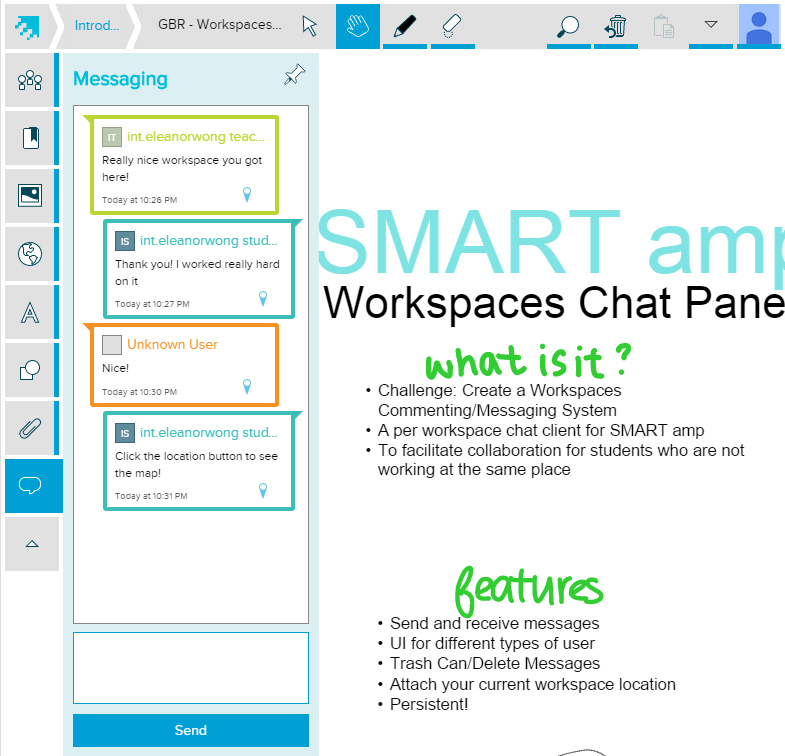 Introd...
GBR - Workspaces...
Messaging
IT int.eleanorwong teac...
Really nice workspace you got
here!
Today at 10:26 PM
IS int.eleanorwong stud...
Thank you! I worked really hard
on it
Today at 10:27 PM
Unknown User
Nice!
Today at 10:30 PM
IS int.eleanorwong stud...
Click the location button to see
the map!
Today at 10:31 PM
Send
SMART amp
Workspaces Chat Pane
what is it?
• Challenge: Create a Workspaces
Commenting/Messaging System
• A per workspace chat client for SMART amp
• To facilitate collaboration for students who are not
working at the same place
features
• Send and receive messages
• UI for different types of user
• Trash Can/Delete Messages
• Attach your current workspace location
• Persistent!